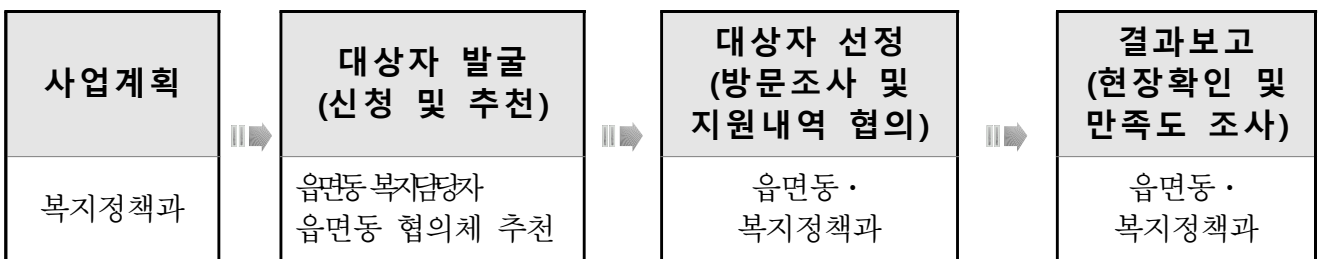 사업계획
복지정책과
대상자 발굴
(신청 및 추천)
읍면동 복지담당자
읍면동 협의체 추천
대상자 선정
(방문조사 및
지원내역 협의)
읍면동·
복지정책과
결과보고
(현장확인 및
만족도 조사)
읍면동·
복지정책과